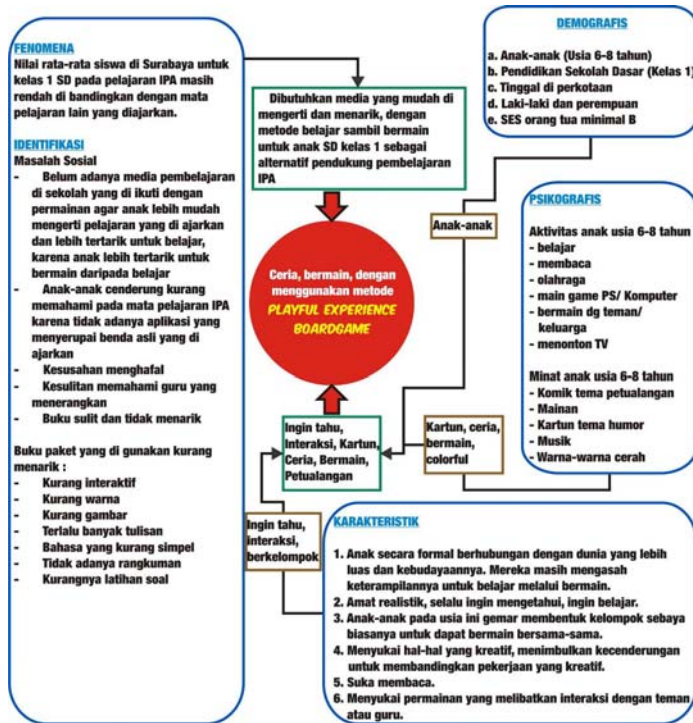 FENOMENA
Nilai rata-rata siswa di Surabaya untuk
kelas 1 SD pada pelajaran IPA masih
rendah di bandingkan dengan mata
pelajaran lain yang diajarkan.
IDENTIFIKASI
Masalah Sosial
- Belum adanya media pembelajaran
di sekolah yang di ikuti dengan
permainan agar anak lebih mudah
mengerti pelajaran yang di ajarkan
dan lebih tertarik untuk belajar,
karena anak lebih tertarik untuk
bermain daripada belajar
- Anak-anak cenderung kurang
memahami pada mata pelajaran IPA
karena tidak adanya aplikasi yang
menyerupai benda asli yang di
ajarkan
- Kesusahan menghafal
- Kesulitan memahami guru yang
menerangkan
- Buku sulit dan tidak menarik
Buku paket yang di gunakan kurang
menarik :
- Kurang interaktif
- Kurang warna
- Kurang gambar
- Terlalu banyak tulisan
- Bahasa yang kurang simpel
- Tidak adanya rangkuman
- Kurangnya latihan soal
Dibutuhkan media yang mudah di
mengerti dan menarik, dengan
metode belajar sambil bermain
untuk anak SD kelas 1 sebagai
alternatif pendukung pembelajaran
IPA
Ceria, bermain, dengan
menggunakan metode
PLAYFUL EXPERIENCE
BOARDGAME
Ingin tahu,
Interaksi, Kartun,
Ceria, Bermain,
Petualangan
Ingin tahu,
interaksi,
berkelompok
Anak-anak
Kartun, ceria,
bermain,
colorful
DEMOGRAFIS
a. Anak-anak (Usia 6-8 tahun)
b. Pendidikan Sekolah Dasar (Kelas 1)
c. Tinggal di perkotaan
d. Laki-laki dan perempuan
e. SES orang tua minimal B
PSIKOGRAFIS
Aktivitas anak usia 6-8 tahun
- belajar
- membaca
- olahraga
- main game PS/ Komputer
- bermain dg teman/
keluarga
- menonton TV
Minat anak usia 6-8 tahun
- Komik tema petualangan
- Mainan
- Kartun tema humor
- Musik
- Warna-warna cerah
KARAKTERISTIK
1. Anak secara formal berhubungan dengan dunia yang lebih
luas dan kebudayaannya. Mereka masih mengasah
keterampilannya untuk belajar melalui bermain.
2. Amat realistik, selalu ingin mengetahui, ingin belajar.
3. Anak-anak pada usia ini gemar membentuk kelompok sebaya
biasanya untuk dapat bermain bersama-sama.
4. Menyukai hal-hal yang kreatif, menimbulkan kecenderungan
untuk membandingkan pekerjaan yang kreatif.
5. Suka membaca.
6. Menyukai permainan yang melibatkan interaksi dengan teman
atau guru.